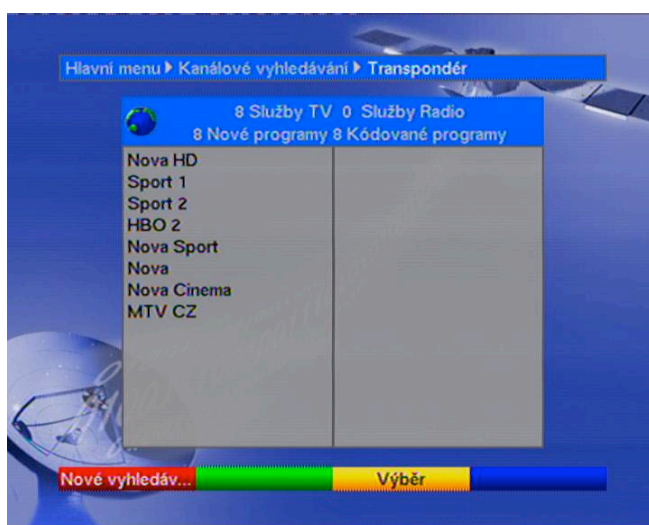 Hlavní menu Kanálové vyhledávání Transpondér
8 Služby TV 0 Služby Radio
8 Nové programy 8 Kódované programy
Nova HD
Sport 1
Sport 2
HBO 2
Nova Sport
Nova
Nova Cinema
MTV CZ
Nové vyhledáv... Výběr